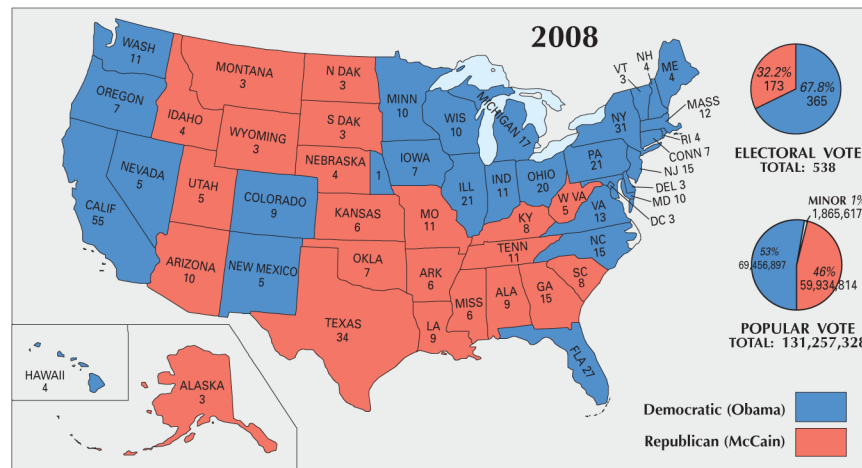 2008
WASH
11
OREGON
7
CALIF
55
NEVADA
5
IDAHO
4
MONTANA
3
WYOMING
3
UTAH
5
ARIZONA
10
COLORADO
9
NEW MEXICO
5
N DAK
3
S DAK
3
NEBRASKA
4
1
KANSAS
6
OKLA
7
TEXAS
34
MINN
10
IOWA
7
MO
11
ARK
6
LA
9
WIS
10
ILL
21
MICHIGAN 17
IND
11
OHIO
20
KY
8
TENN
11
MISS
6
ALA
9
GA
15
FLA 27
SC
8
NC
15
VA
13
W VA
5
PA
21
NY
31
VT
3
NH
4
ME
4
MASS
12
RI 4
CONN 7
NJ 15
DEL 3
MD 10
DC 3
HAWAII
4
ALASKA
3
32.2%
173
67.8%
365
ELECTORAL VOTE
TOTAL: 538
MINOR 1%
1,865,617
53%
69,456,897
46%
59,934,814
POPULAR VOTE
TOTAL: 131,257,328
Democratic (Obama)
Republican (McCain)